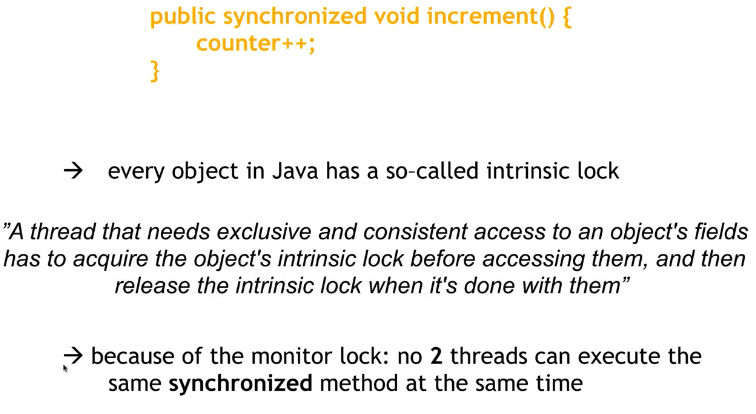 public synchronized void increment() {
counter++;
}
→ every object in Java has a so-called intrinsic lock
”A thread that needs exclusive and consistent access to an object's fields
has to acquire the object's intrinsic lock before accessing them, and then
release the intrinsic lock when it's done with them”
→ because of the monitor lock: no 2 threads can execute the
same synchronized method at the same time